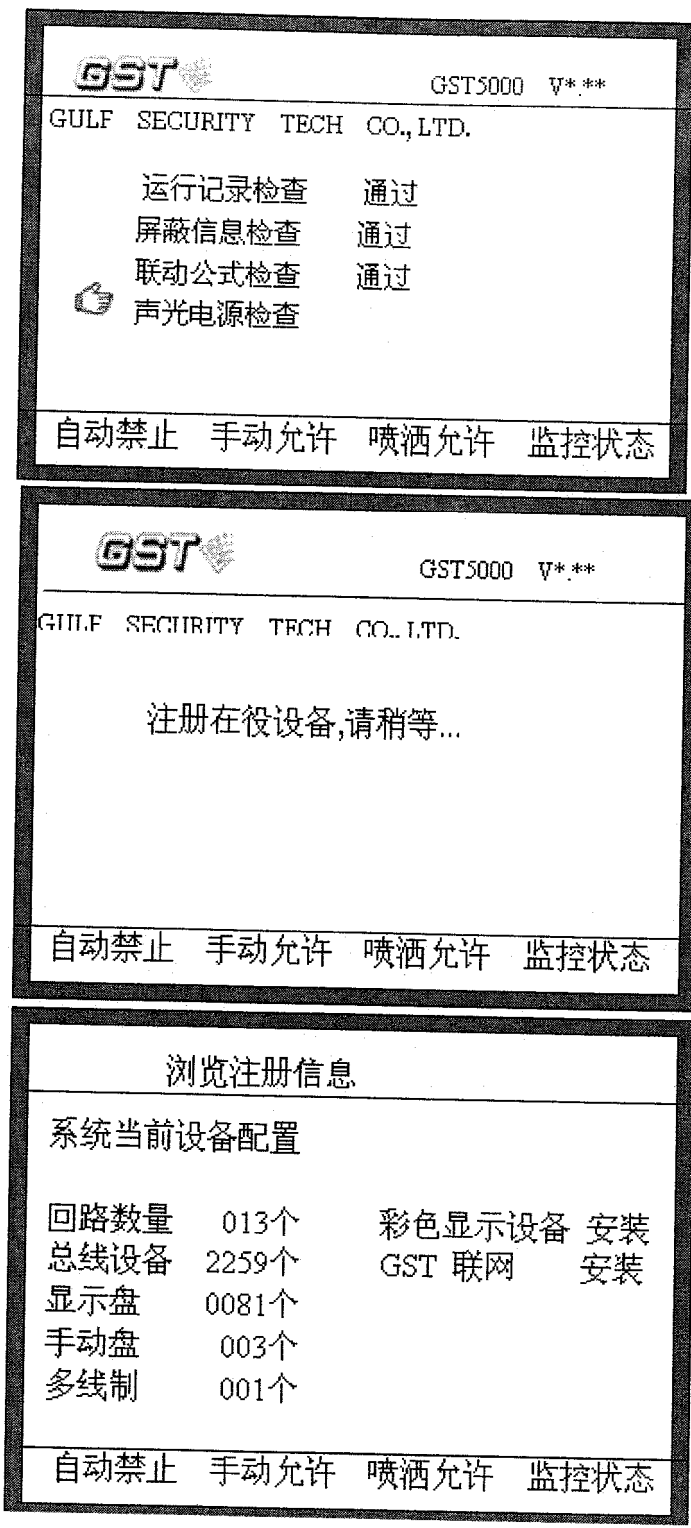 GST
GST5000 V*.**
GULF SECURITY TECH CO., LTD.
运行记录检查 通过
屏蔽信息检查 通过
联动公式检查 通过
声光电源检查
自动禁止 手动允许 喷洒允许 监控状态
GST
GST5000 V*.**
GULF SECURITY TECH CO., LTD.
注册在役设备,请稍等...
自动禁止 手动允许 喷洒允许 监控状态
浏览注册信息
系统当前设备配置
回路数量 013个 彩色显示设备 安装
总线设备 2259个 GST 联网 安装
显示盘 0081个
手动盘 003个
多线制 001个
自动禁止 手动允许 喷洒允许 监控状态